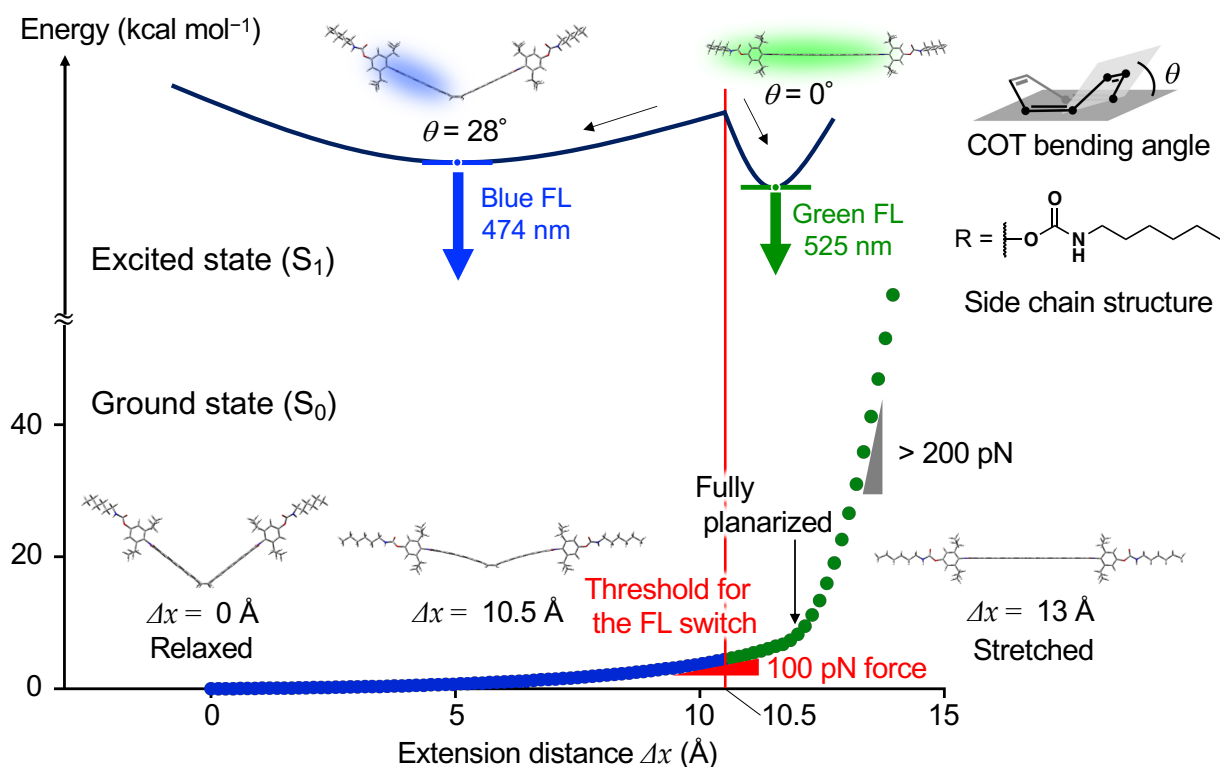 Energy (kcal mol⁻¹)
θ = 28°
θ = 0°
θ
COT bending angle
Blue FL
474 nm
Green FL
525 nm
R =
O
O
N
H
Side chain structure
Excited state (S₁)
Ground state (S₀)
40
20
0
> 200 pN
Fully
planarized
Threshold for
the FL switch
100 pN force
Δx = 0 Å
Relaxed
Δx = 10.5 Å
Δx = 13 Å
Stretched
0
5
10
10.5
15
Extension distance Δx (Å)